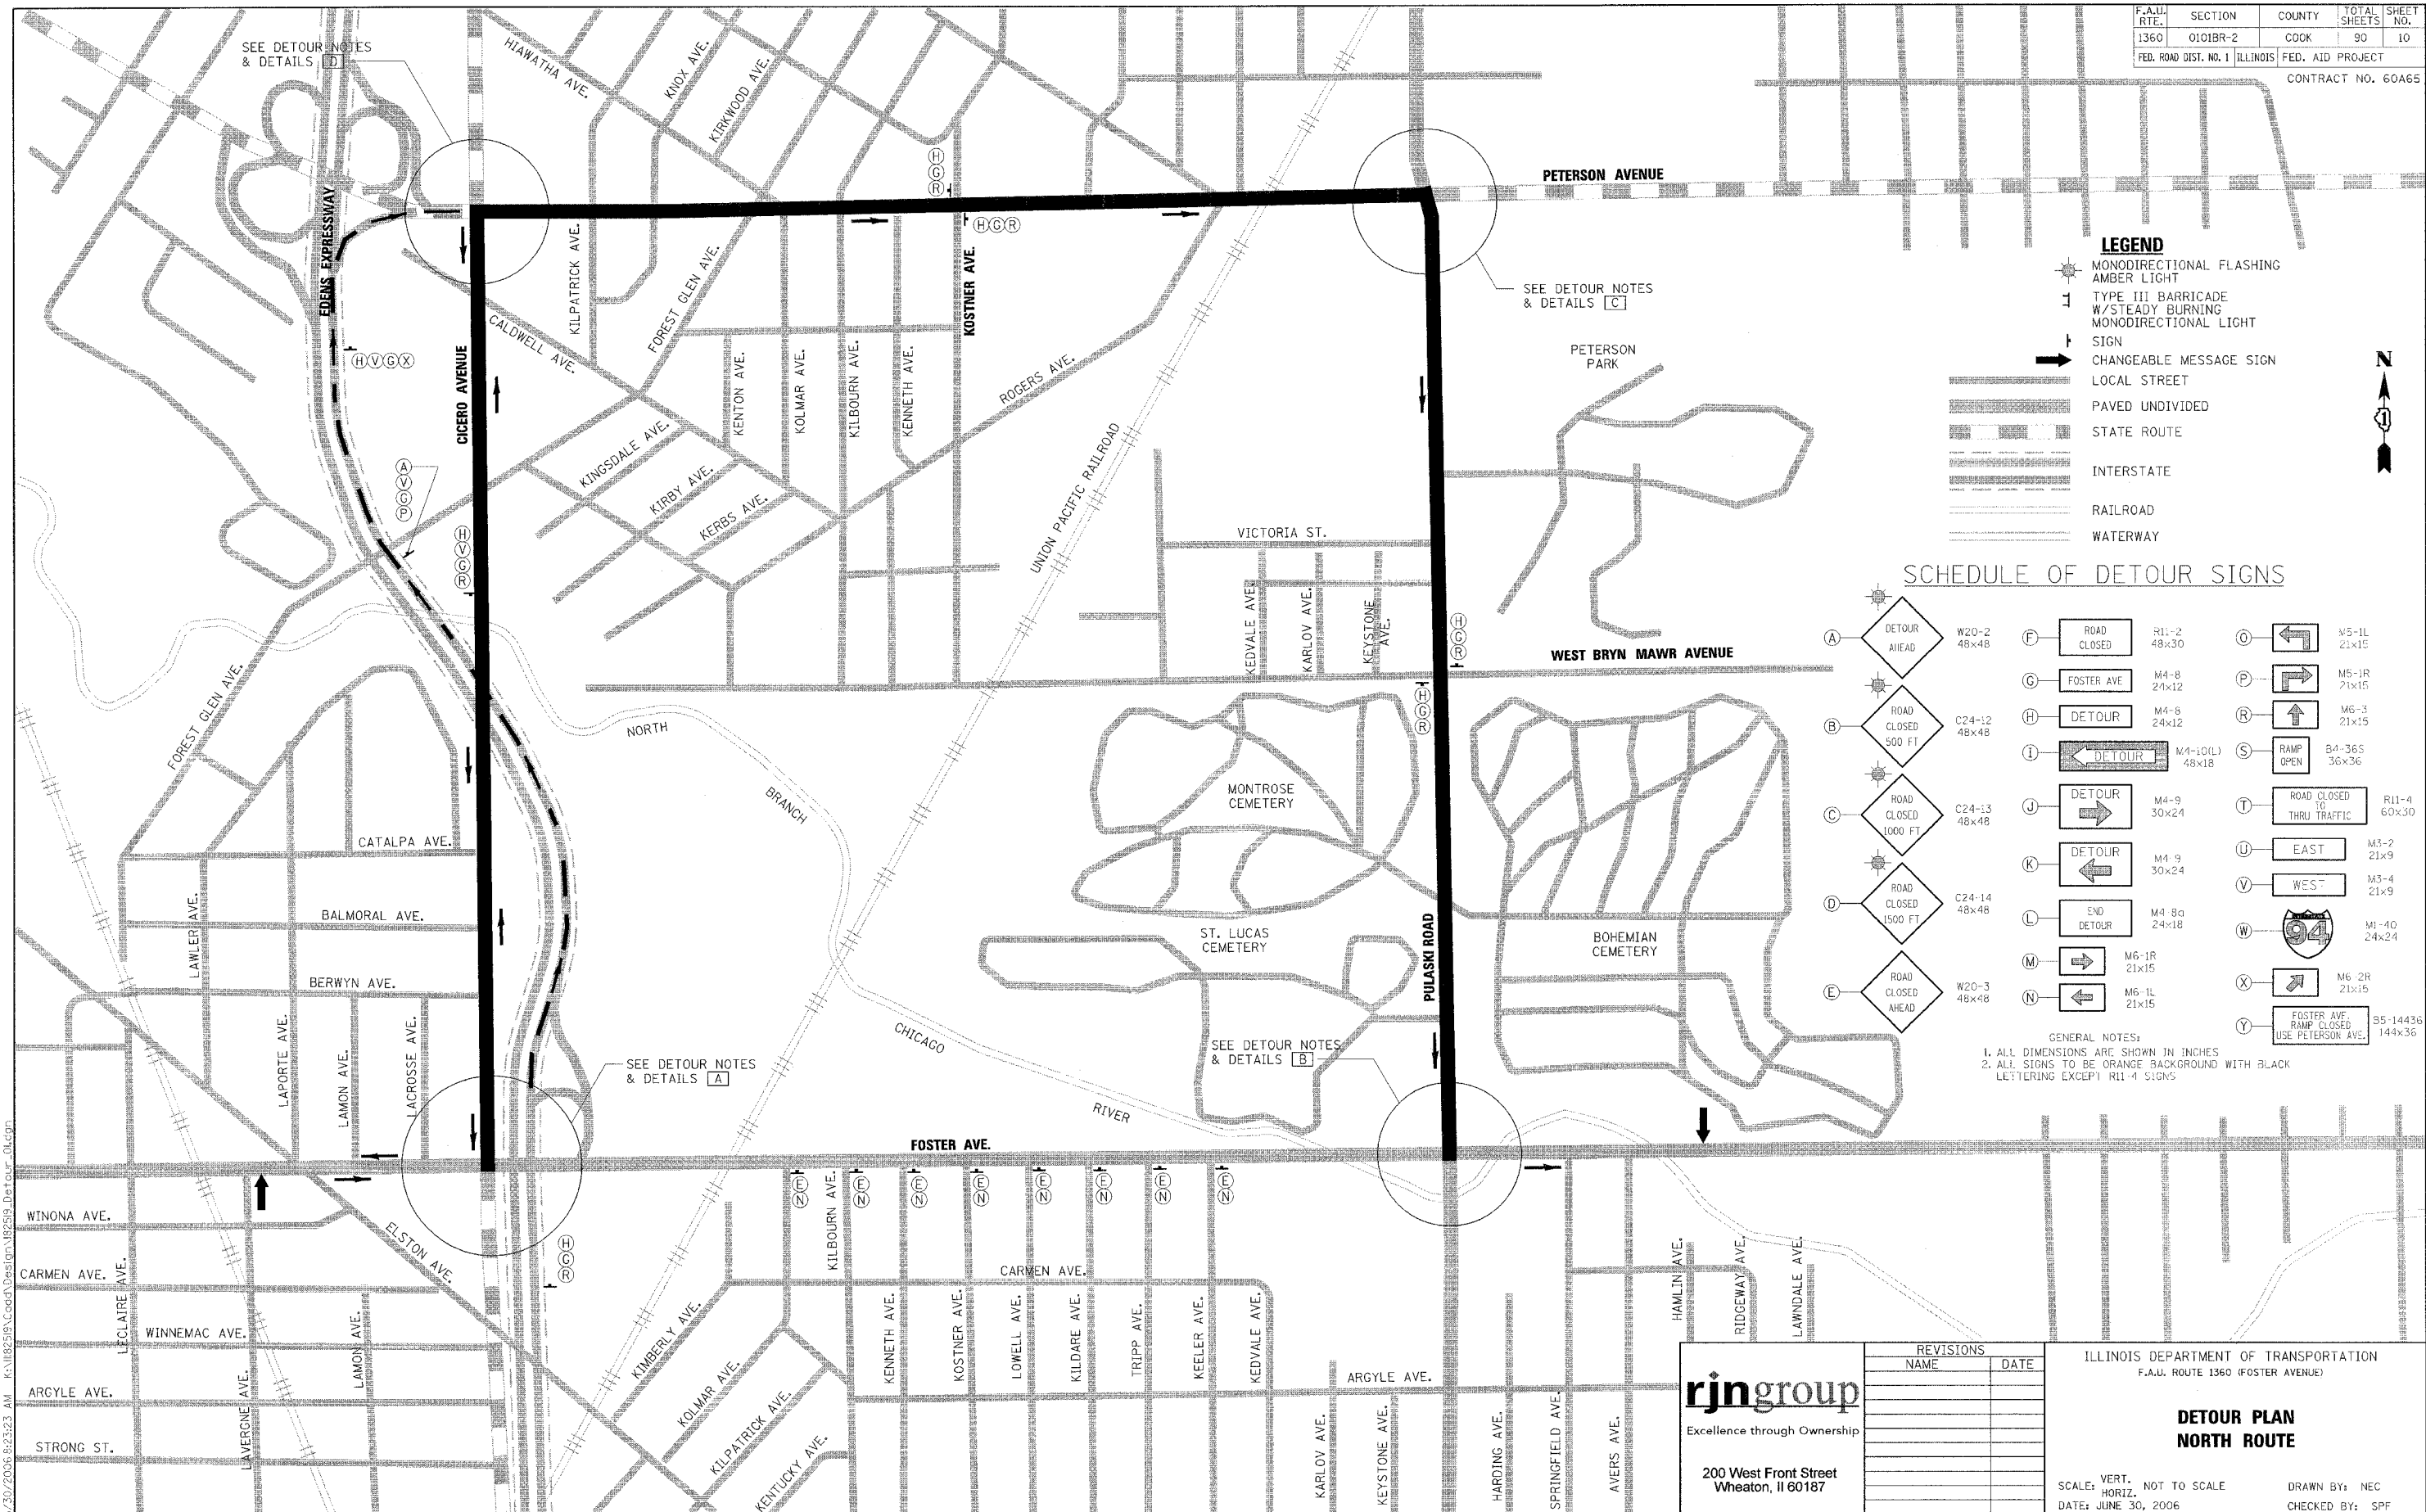 F.A.U. RTE. SECTION COUNTY TOTAL SHEETS SHEET NO.
1360 0101BR-2 COOK 90 10
FED. ROAD DIST. NO. 1 ILLINOIS FED. AID PROJECT
CONTRACT NO. 60A65
SEE DETOUR NOTES
& DETAILS D
HIAWATHA AVE.
KNOX AVE.
KIRKWOOD AVE.
H
G
R
PETERSON AVENUE
EDENS EXPRESSWAY
KILPATRICK AVE.
FOREST GLEN AVE.
KOSTNER AVE.
H G R
SEE DETOUR NOTES
& DETAILS C
CALDWELL AVE.
H V G X
CICERO AVENUE
KENTON AVE.
KOLMAR AVE.
KILBOURN AVE.
KENNETH AVE.
ROGERS AVE.
PETERSON
PARK
A
V
G
P
KINGSDALE AVE.
KIRBY AVE.
KERBS AVE.
UNION PACIFIC RAILROAD
H
V
G
R
VICTORIA ST.
KEDVALE AVE.
KARLOV AVE.
KEYSTONE
AVE.
H
G
R
WEST BRYN MAWR AVENUE
H
G
R
FOREST GLEN AVE.
NORTH
BRANCH
CHICAGO
RIVER
MONTROSE
CEMETERY
CATALPA AVE.
LAWLER AVE.
BALMORAL AVE.
ST. LUCAS
CEMETERY
PULASKI ROAD
BOHEMIAN
CEMETERY
BERWYN AVE.
LAPORTE AVE.
LAMON AVE.
LACROSSE AVE.
SEE DETOUR NOTES
& DETAILS A
SEE DETOUR NOTES
& DETAILS B
FOSTER AVE.
E
N
E
N
E
N
E
N
E
N
E
N
E
N
E
N
WINONA AVE.
ELSTON AVE.
H
G
R
KILBOURN AVE.
CARMEN AVE.
CARMEN AVE.
LECLAIRE AVE.
WINNEMAC AVE.
LAMON AVE.
KIMBERLY AVE.
KENNETH AVE.
KOSTNER AVE.
LOWELL AVE.
KILDARE AVE.
TRIPP AVE.
KEELER AVE.
KEDVALE AVE.
HAMLIN AVE.
RIDGEWAY AVE.
LAWNDALE AVE.
ARGYLE AVE.
LAVERGNE AVE.
STRONG ST.
KOLMAR AVE.
KILPATRICK AVE.
KENTUCKY AVE.
ARGYLE AVE.
KARLOV AVE.
KEYSTONE AVE.
HARDING AVE.
SPRINGFIELD AVE.
AVERS AVE.
LEGEND
MONODIRECTIONAL FLASHING
AMBER LIGHT
TYPE III BARRICADE
W/STEADY BURNING
MONODIRECTIONAL LIGHT
SIGN
CHANGEABLE MESSAGE SIGN
LOCAL STREET
PAVED UNDIVIDED
STATE ROUTE
INTERSTATE
RAILROAD
WATERWAY
N
1
SCHEDULE OF DETOUR SIGNS
A DETOUR AHEAD W20-2 48x48
B ROAD CLOSED 500 FT C24-12 48x48
C ROAD CLOSED 1000 FT C24-13 48x48
D ROAD CLOSED 1500 FT C24-14 48x48
E ROAD CLOSED AHEAD W20-3 48x48
F ROAD CLOSED R11-2 48x30
G FOSTER AVE M4-8 24x12
H DETOUR M4-8 24x12
I DETOUR M4-10(L) 48x18
J DETOUR M4-9 30x24
K DETOUR M4-9 30x24
L END DETOUR M4-8a 24x18
M M6-1R 21x15
N M6-1L 21x15
O M5-1L 21x15
P M5-1R 21x15
R M6-3 21x15
S RAMP OPEN B4-36S 36x36
T ROAD CLOSED TO THRU TRAFFIC R11-4 60x30
U EAST M3-2 21x9
V WEST M3-4 21x9
W INTERSTATE 94 M1-40 24x24
X M6-2R 21x15
Y FOSTER AVE. RAMP CLOSED USE PETERSON AVE. B5-14436 144x36
GENERAL NOTES:
1. ALL DIMENSIONS ARE SHOWN IN INCHES
2. ALL SIGNS TO BE ORANGE BACKGROUND WITH BLACK
LETTERING EXCEPT R11-4 SIGNS
rjngroup
Excellence through Ownership
200 West Front Street
Wheaton, Il 60187
REVISIONS
NAME DATE
ILLINOIS DEPARTMENT OF TRANSPORTATION
F.A.U. ROUTE 1360 (FOSTER AVENUE)
DETOUR PLAN
NORTH ROUTE
SCALE: VERT. HORIZ. NOT TO SCALE
DATE: JUNE 30, 2006
DRAWN BY: NEC
CHECKED BY: SPF